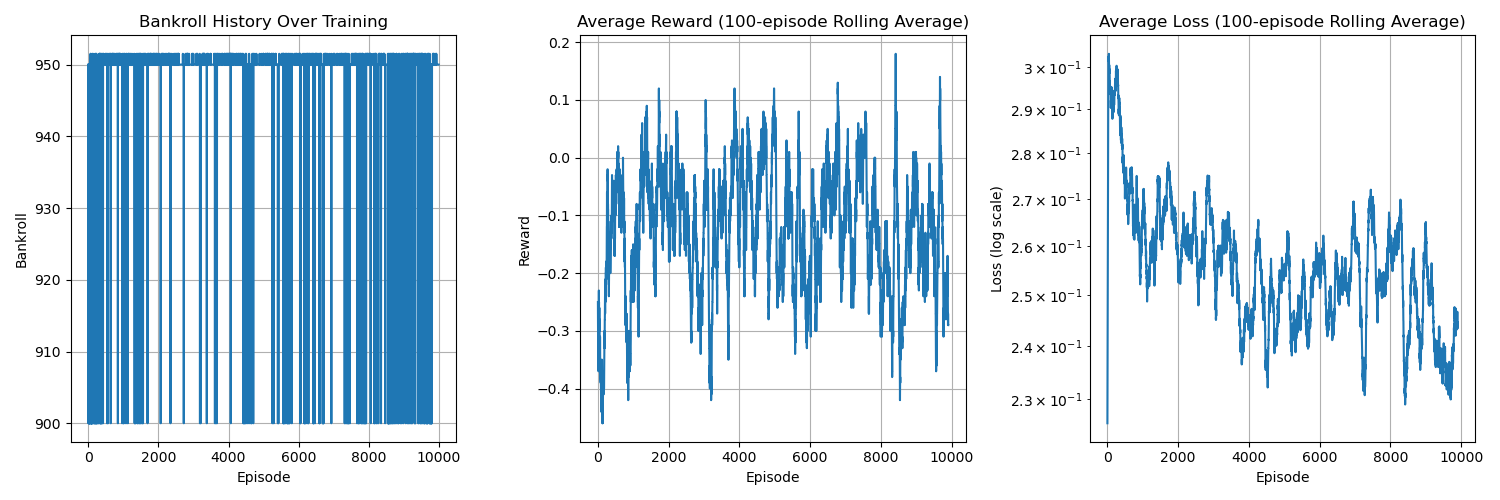 Bankroll History Over Training
Bankroll
950
940
930
920
910
900
0 2000 4000 6000 8000 10000
Episode
Average Reward (100-episode Rolling Average)
Reward
0.2
0.1
0.0
−0.1
−0.2
−0.3
−0.4
0 2000 4000 6000 8000 10000
Episode
Average Loss (100-episode Rolling Average)
Loss (log scale)
3 × 10⁻¹
2.9 × 10⁻¹
2.8 × 10⁻¹
2.7 × 10⁻¹
2.6 × 10⁻¹
2.5 × 10⁻¹
2.4 × 10⁻¹
2.3 × 10⁻¹
0 2000 4000 6000 8000 10000
Episode